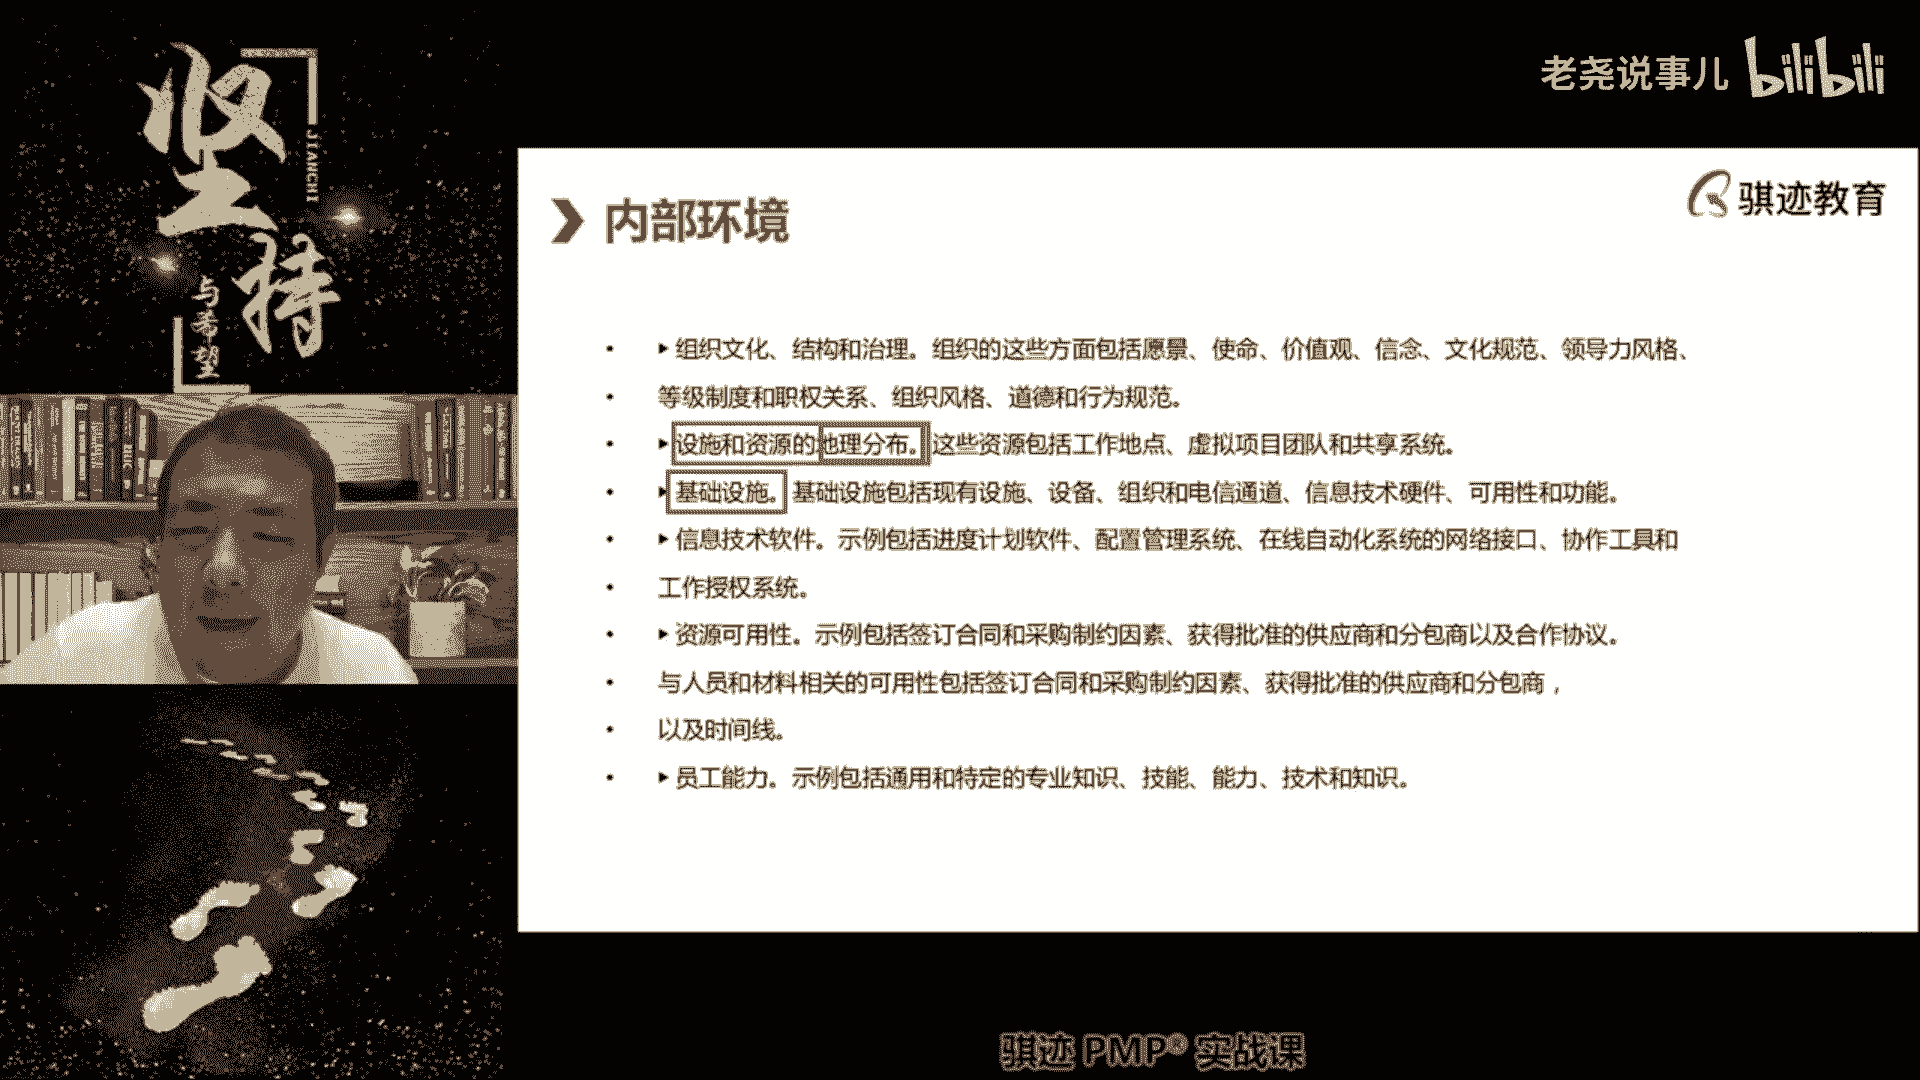 坚持
JIANCHI
与希望
老尧说事儿 bilibili
骐迹教育
内部环境
• ▸组织文化、结构和治理。组织的这些方面包括愿景、使命、价值观、信念、文化规范、领导力风格、
• 等级制度和职权关系、组织风格、道德和行为规范。
• ▸设施和资源的地理分布。这些资源包括工作地点、虚拟项目团队和共享系统。
• ▸基础设施。基础设施包括现有设施、设备、组织和电信通道、信息技术硬件、可用性和功能。
• ▸信息技术软件。示例包括进度计划软件、配置管理系统、在线自动化系统的网络接口、协作工具和
• 工作授权系统。
• ▸资源可用性。示例包括签订合同和采购制约因素、获得批准的供应商和分包商以及合作协议。
• 与人员和材料相关的可用性包括签订合同和采购制约因素、获得批准的供应商和分包商，
• 以及时间线。
• ▸员工能力。示例包括通用和特定的专业知识、技能、能力、技术和知识。
骐迹 PMP® 实战课